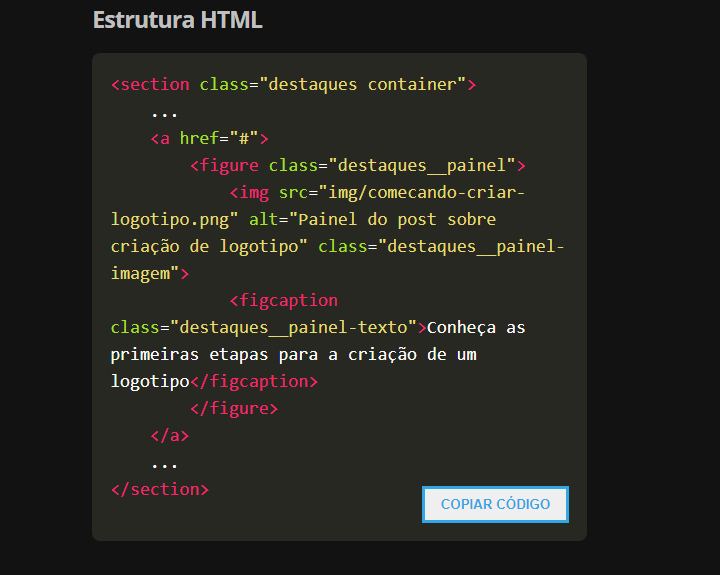 Estrutura HTML
<section class="destaques container">
    ...
    <a href="#">
        <figure class="destaques__painel">
            <img src="img/comecando-criar-
logotipo.png" alt="Painel do post sobre
criação de logotipo" class="destaques__painel-
imagem">
            <figcaption
class="destaques__painel-texto">Conheça as
primeiras etapas para a criação de um
logotipo</figcaption>
        </figure>
    </a>
    ...
</section>
COPIAR CÓDIGO